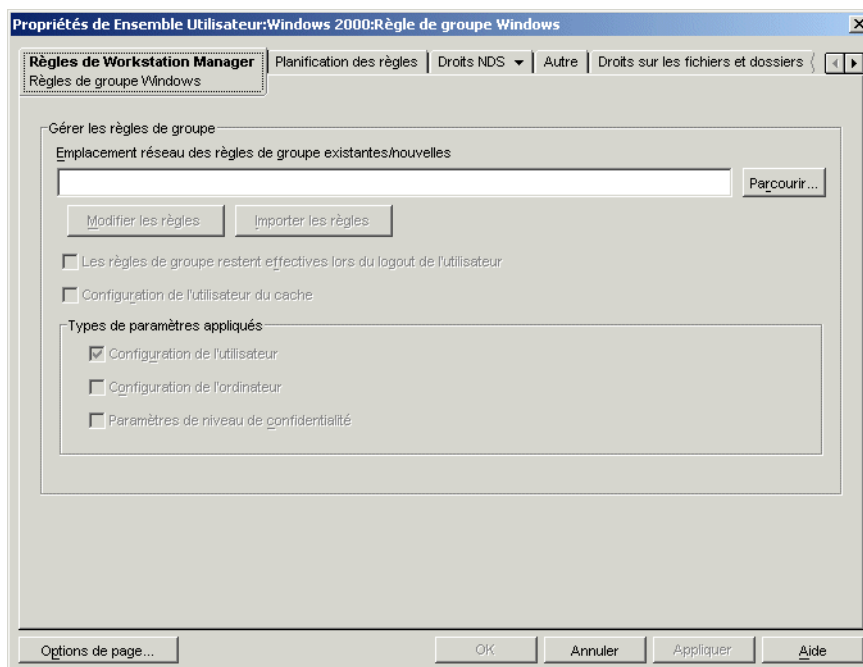 Propriétés de Ensemble Utilisateur:Windows 2000:Règle de groupe Windows
Règles de Workstation Manager
Planification des règles
Droits NDS
Autre
Droits sur les fichiers et dossiers
Règles de groupe Windows
Gérer les règles de groupe
Emplacement réseau des règles de groupe existantes/nouvelles
Parcourir...
Modifier les règles
Importer les règles
Les règles de groupe restent effectives lors du logout de l'utilisateur
Configuration de l'utilisateur du cache
Types de paramètres appliqués
Configuration de l'utilisateur
Configuration de l'ordinateur
Paramètres de niveau de confidentialité
Options de page...
OK
Annuler
Appliquer
Aide